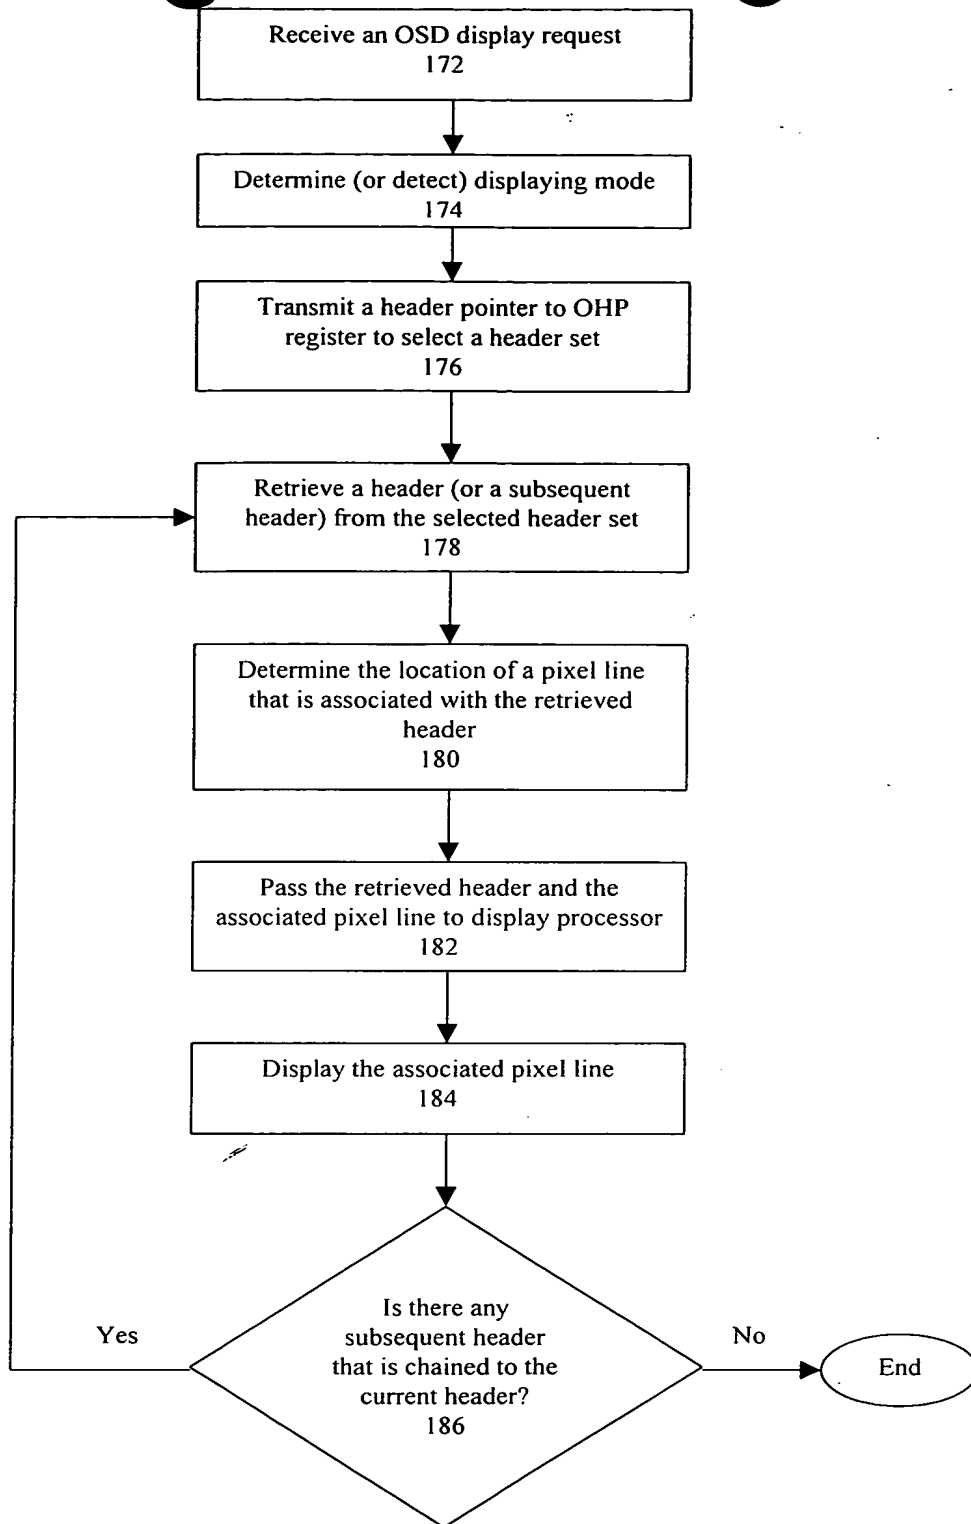 Receive an OSD display request
172
Determine (or detect) displaying mode
174
Transmit a header pointer to OHP
register to select a header set
176
Retrieve a header (or a subsequent
header) from the selected header set
178
Determine the location of a pixel line
that is associated with the retrieved
header
180
Pass the retrieved header and the
associated pixel line to display processor
182
Display the associated pixel line
184
Is there any
subsequent header
that is chained to the
current header?
186
Yes
No
End